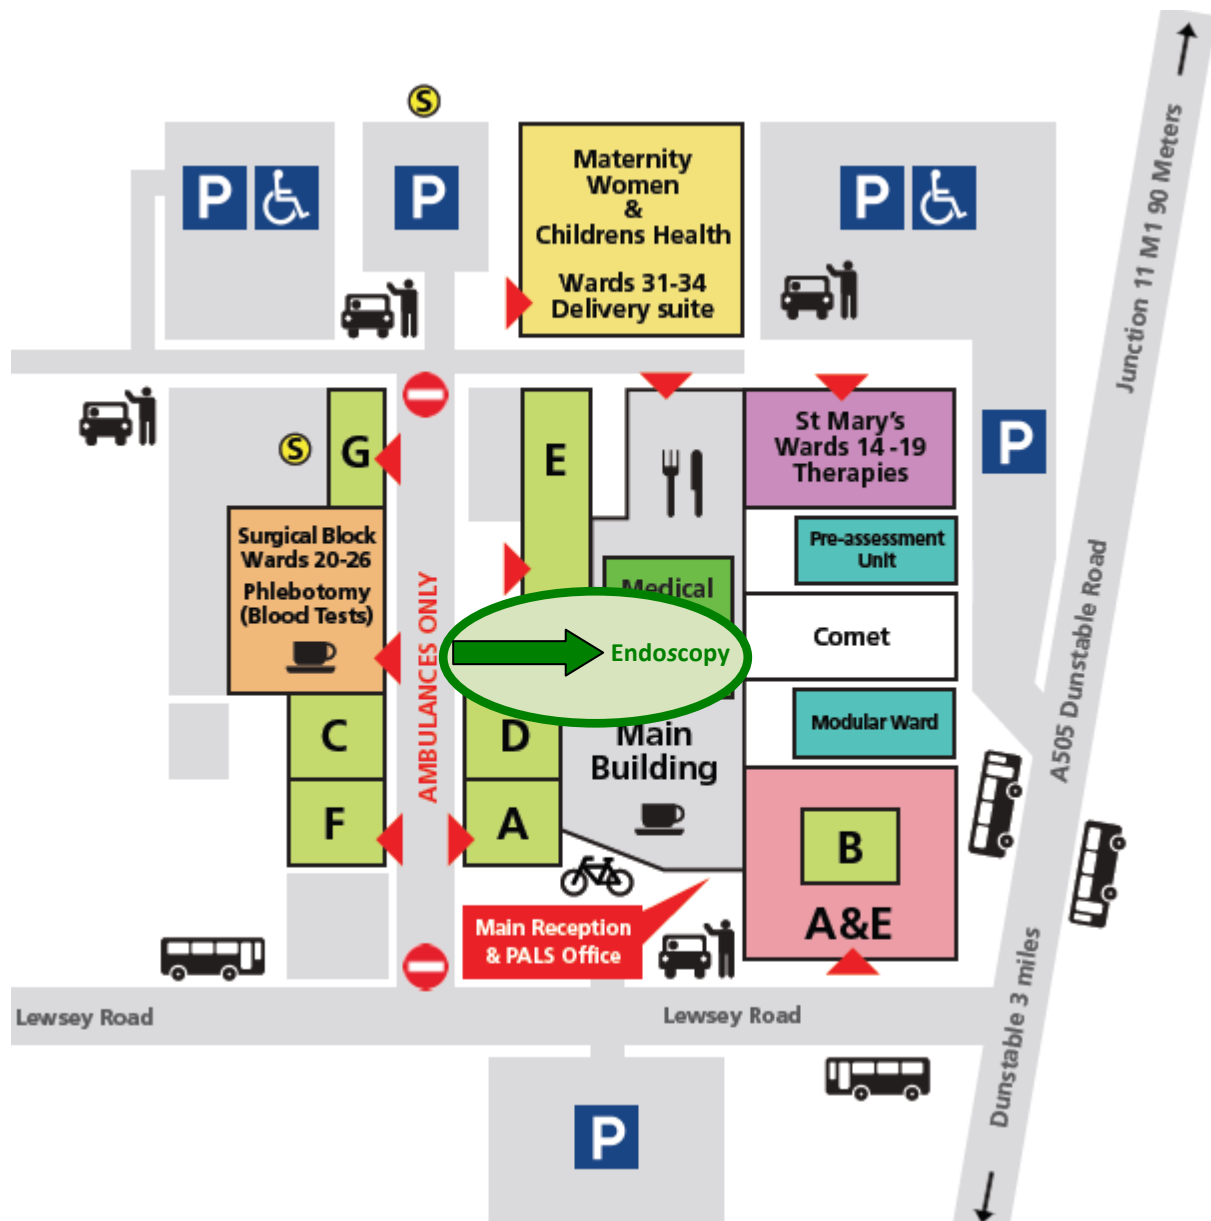 S
P
P
P
Maternity
Women
&
Childrens Health
Wards 31-34
Delivery suite
Junction 11 M1 90 Meters
G
S
E
St Mary's
Wards 14 -19
Therapies
P
Surgical Block
Wards 20-26
Phlebotomy
(Blood Tests)
Pre-assessment
Unit
Medical
AMBULANCES ONLY
Endoscopy
Comet
A505 Dunstable Road
C
D
Main
Building
Modular Ward
F
A
B
A&E
Main Reception
& PALS Office
Lewsey Road
Lewsey Road
Dunstable 3 miles
P